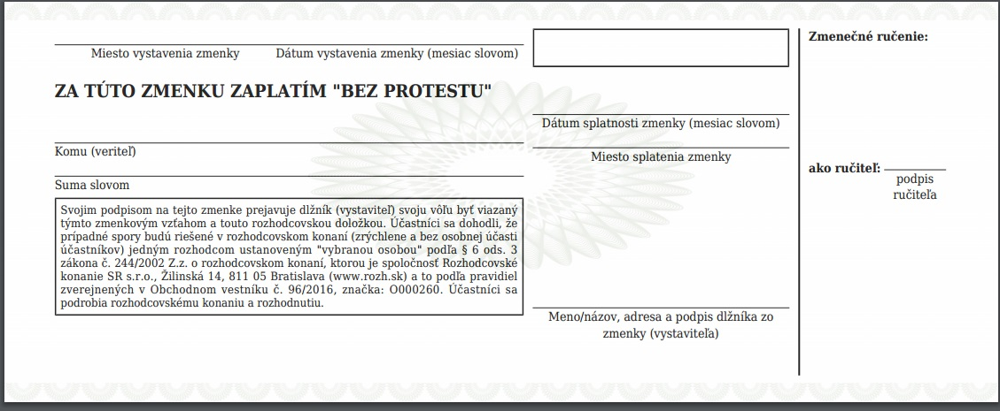 Miesto vystavenia zmenky Dátum vystavenia zmenky (mesiac slovom)
ZA TÚTO ZMENKU ZAPLATÍM "BEZ PROTESTU"
Komu (veriteľ)
Suma slovom
Svojim podpisom na tejto zmenke prejavuje dlžník (vystaviteľ) svoju vôľu byť viazaný
týmto zmenkovým vzťahom a touto rozhodcovskou doložkou. Účastníci sa dohodli, že
prípadné spory budú riešené v rozhodcovskom konaní (zrýchlene a bez osobnej účasti
účastníkov) jedným rozhodcom ustanoveným "vybranou osobou" podľa § 6 ods. 3
zákona č. 244/2002 Z.z. o rozhodcovskom konaní, ktorou je spoločnosť Rozhodcovské
konanie SR s.r.o., Žilinská 14, 811 05 Bratislava (www.rozh.sk) a to podľa pravidiel
zverejnených v Obchodnom vestníku č. 96/2016, značka: O000260. Účastníci sa
podrobia rozhodcovskému konaniu a rozhodnutiu.
Dátum splatnosti zmenky (mesiac slovom)
Miesto splatenia zmenky
Meno/názov, adresa a podpis dlžníka zo
zmenky (vystaviteľa)
Zmenečné ručenie:
ako ručiteľ:
podpis
ručiteľa